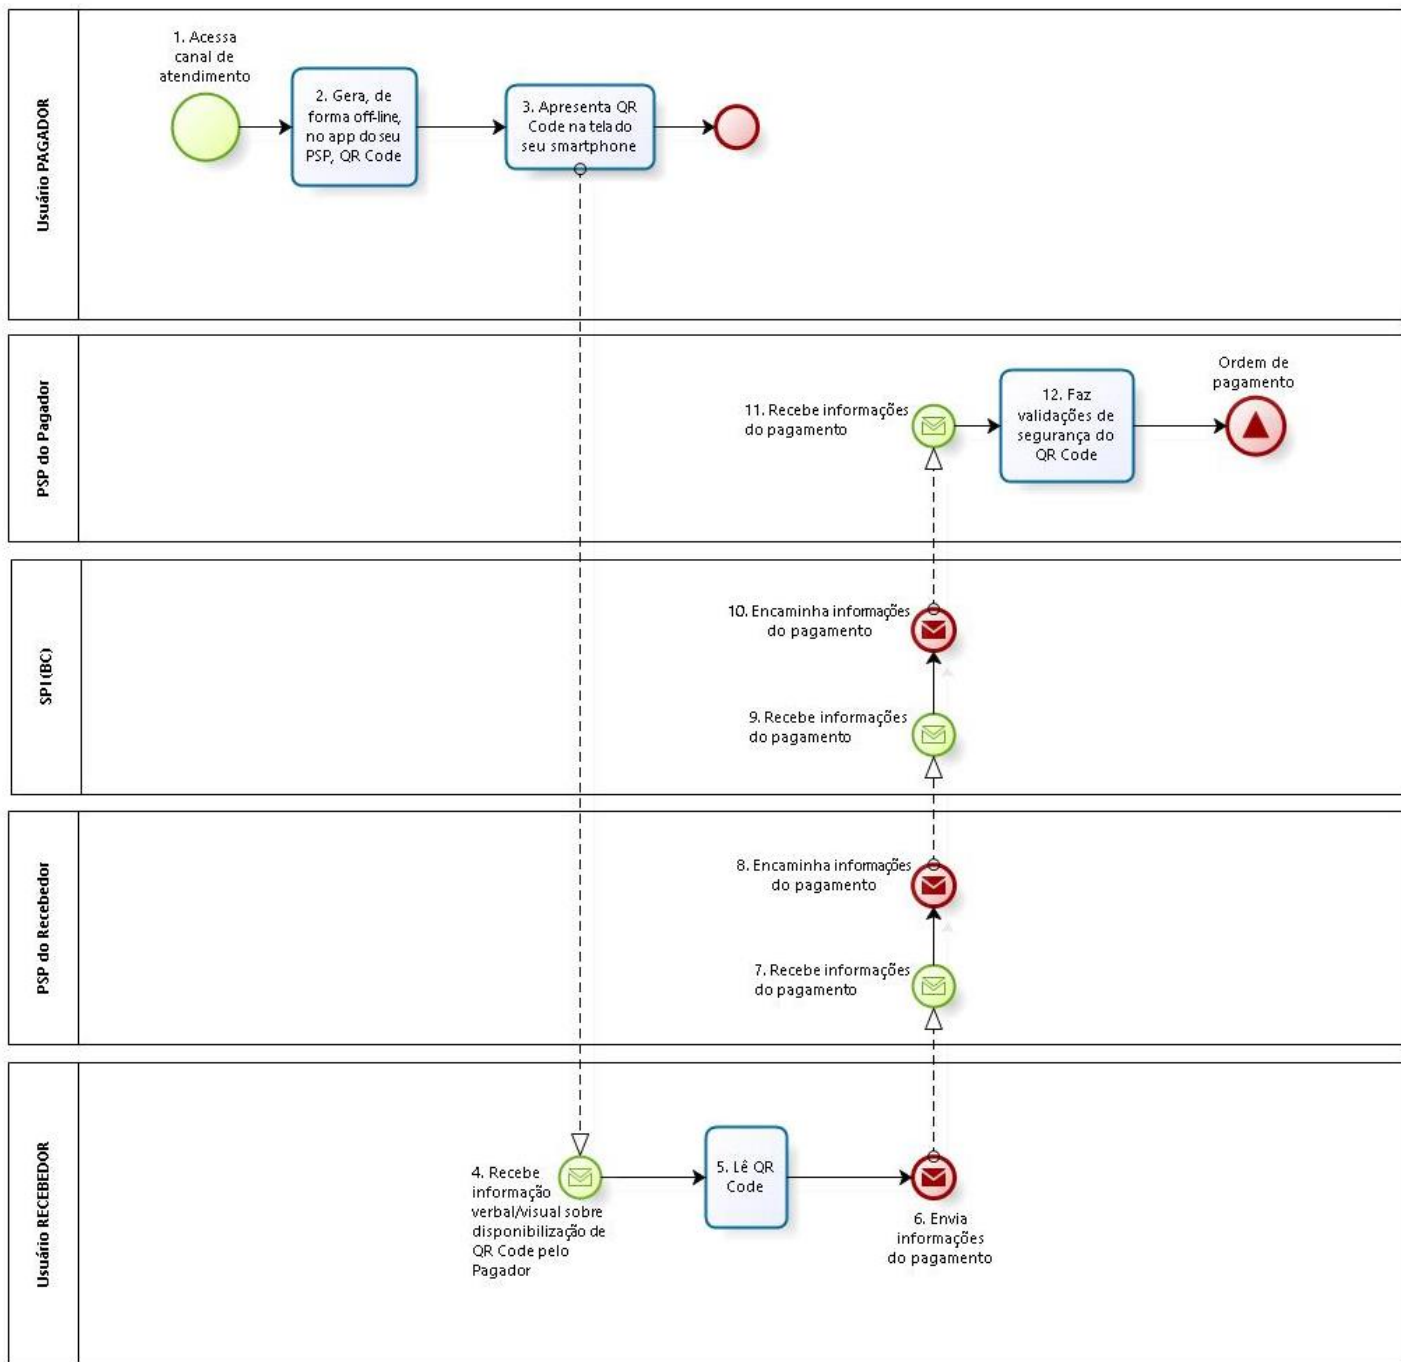 Usuário PAGADOR
1. Acessa
canal de
atendimento
2. Gera, de
forma off-line,
no app do seu
PSP, QR Code
3. Apresenta QR
Code na tela do
seu smartphone
PSP do Pagador
11. Recebe informações
do pagamento
12. Faz
validações de
segurança do
QR Code
Ordem de
pagamento
SPI (BC)
10. Encaminha informações
do pagamento
9. Recebe informações
do pagamento
PSP do Recebedor
8. Encaminha informações
do pagamento
7. Recebe informações
do pagamento
Usuário RECEBEDOR
4. Recebe
informação
verbal/visual sobre
disponibilização de
QR Code pelo
Pagador
5. Lê QR
Code
6. Envia
informações
do pagamento